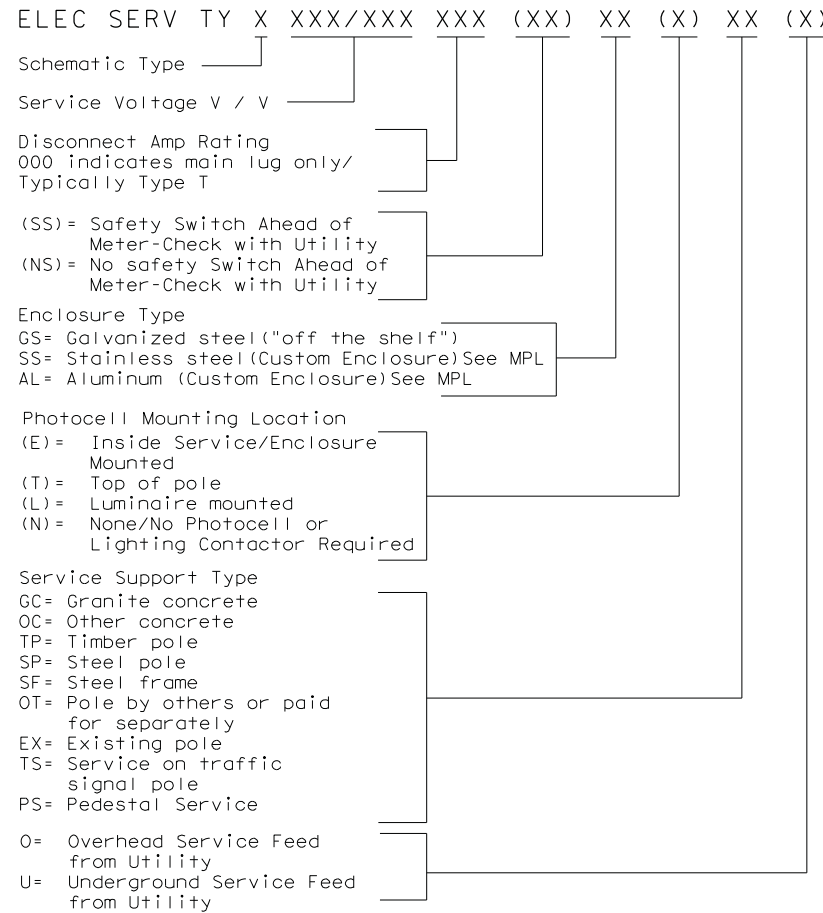 ELEC SERV TY X XXX/XXX XXX (XX) XX (X) XX (X)
Schematic Type
Service Voltage V / V
Disconnect Amp Rating
000 indicates main lug only/
Typically Type T
(SS)= Safety Switch Ahead of
Meter-Check with Utility
(NS)= No safety Switch Ahead of
Meter-Check with Utility
Enclosure Type
GS= Galvanized steel("off the shelf")
SS= Stainless steel(Custom Enclosure)See MPL
AL= Aluminum (Custom Enclosure)See MPL
Photocell Mounting Location
(E)= Inside Service/Enclosure
Mounted
(T)= Top of pole
(L)= Luminaire mounted
(N)= None/No Photocell or
Lighting Contactor Required
Service Support Type
GC= Granite concrete
OC= Other concrete
TP= Timber pole
SP= Steel pole
SF= Steel frame
OT= Pole by others or paid
for separately
EX= Existing pole
TS= Service on traffic
signal pole
PS= Pedestal Service
O= Overhead Service Feed
from Utility
U= Underground Service Feed
from Utility